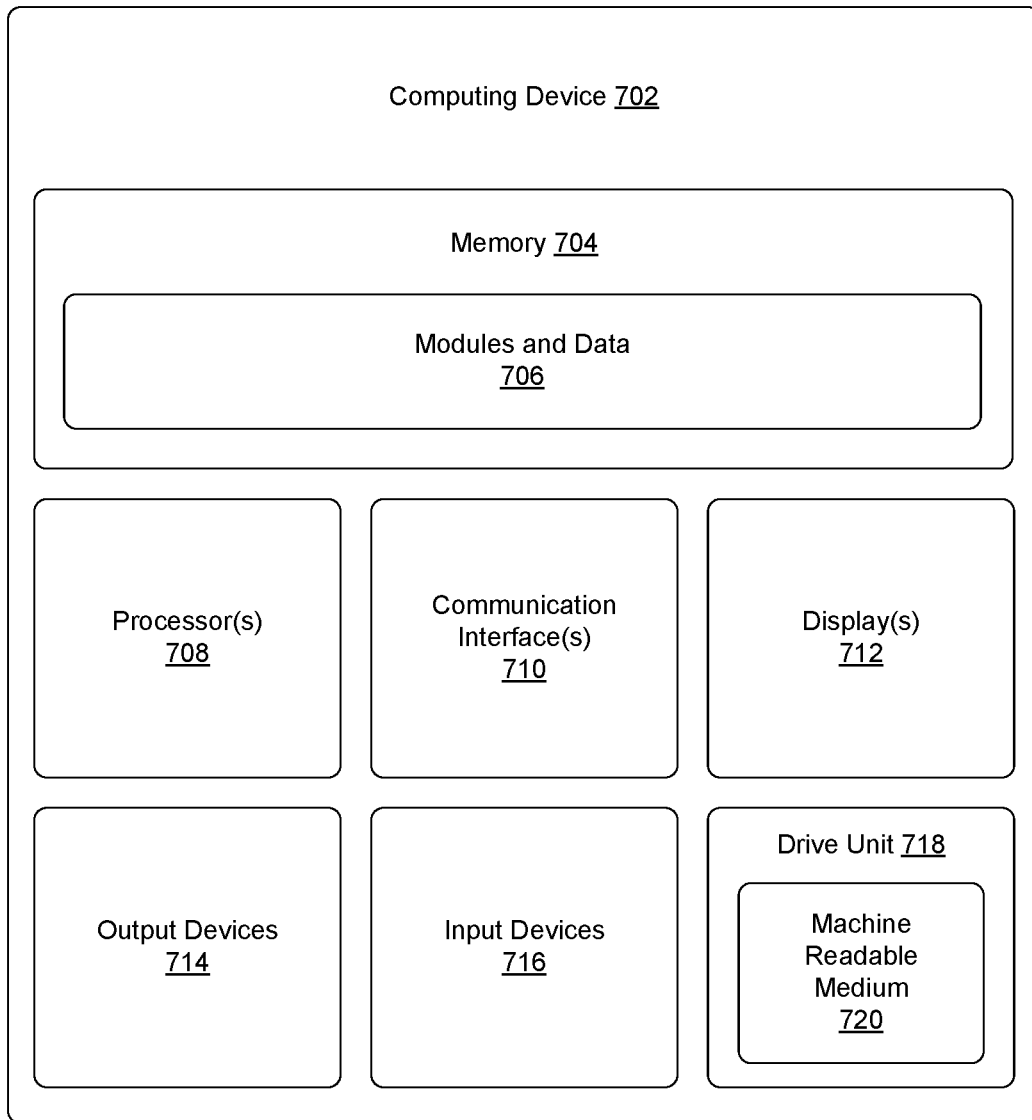 Computing Device 702
Memory 704
Modules and Data
706
Processor(s)
708
Communication
Interface(s)
710
Display(s)
712
Output Devices
714
Input Devices
716
Drive Unit 718
Machine
Readable
Medium
720